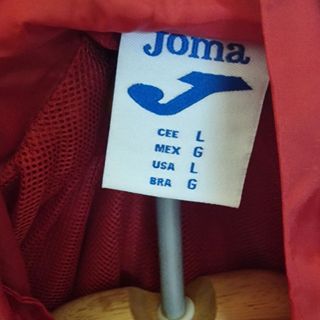 Joma
CEE L
MEX G
USA L
BRA G